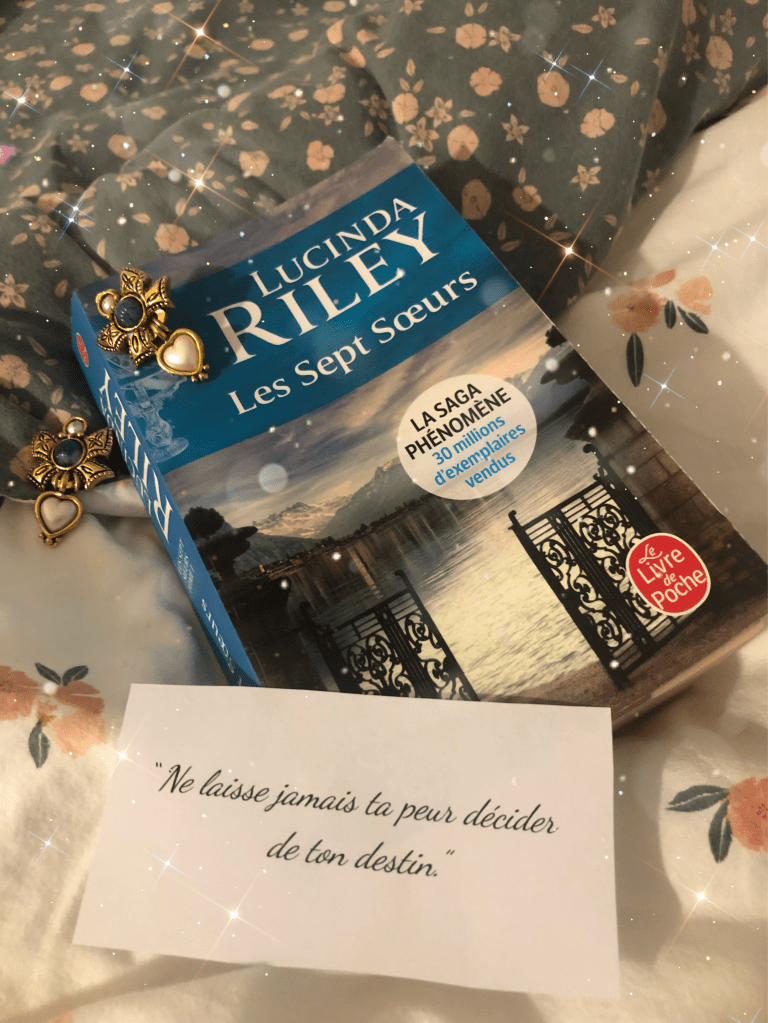 LUCINDA
RILEY
Les Sept Sœurs
LA SAGA
PHÉNOMÈNE
30 millions
d'exemplaires
vendus
Le
Livre
de
Poche
RILEY
Sœurs
"Ne laisse jamais ta peur décider
de ton destin."